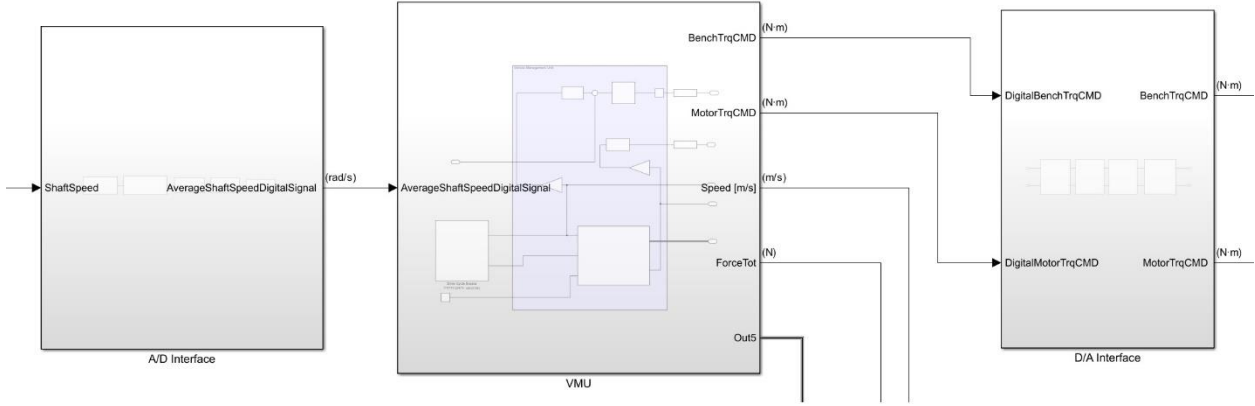 ShaftSpeed
AverageShaftSpeedDigitalSignal
(rad/s)
A/D Interface
AverageShaftSpeedDigitalSignal
BenchTrqCMD
(N·m)
MotorTrqCMD
(N·m)
Speed [m/s]
(m/s)
ForceTot
(N)
Out5
VMU
DigitalBenchTrqCMD
BenchTrqCMD
(N·m)
DigitalMotorTrqCMD
MotorTrqCMD
(N·m)
D/A Interface